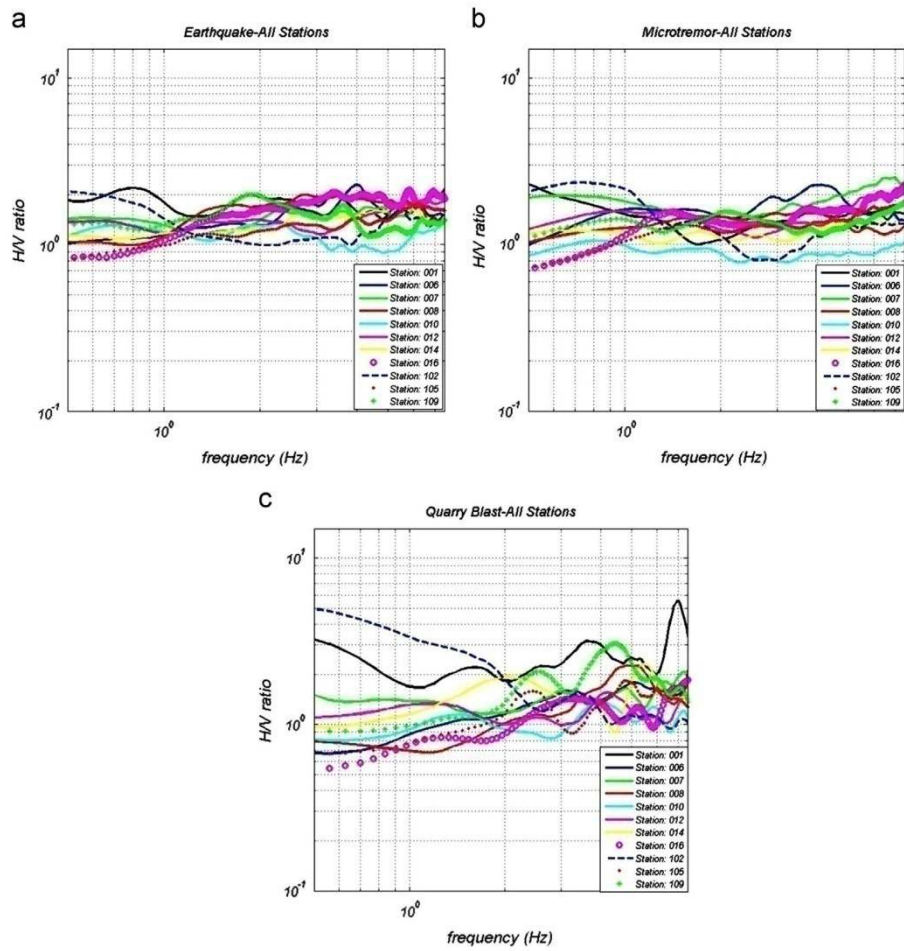 a
Earthquake-All Stations
10¹
10⁰
10⁻¹
H/V ratio
10⁰
frequency (Hz)
Station: 001
Station: 006
Station: 007
Station: 008
Station: 010
Station: 012
Station: 014
Station: 016
Station: 102
Station: 105
Station: 109
b
Microtremor-All Stations
10¹
10⁰
10⁻¹
H/V ratio
10⁰
frequency (Hz)
Station: 001
Station: 006
Station: 007
Station: 008
Station: 010
Station: 012
Station: 014
Station: 016
Station: 102
Station: 105
Station: 109
c
Quarry Blast-All Stations
10¹
10⁰
10⁻¹
H/V ratio
10⁰
frequency (Hz)
Station: 001
Station: 006
Station: 007
Station: 008
Station: 010
Station: 012
Station: 014
Station: 016
Station: 102
Station: 105
Station: 109